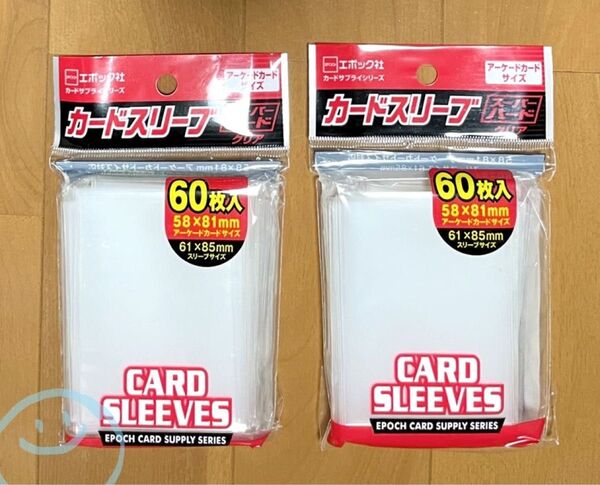 EPOCH エポック社
カードサプライシリーズ
アーケードカード
サイズ
カードスリーブ
スーパー
ハード
クリア
60枚入
58×81mm
アーケードカードサイズ
61×85mm
スリーブサイズ
CARD
SLEEVES
EPOCH CARD SUPPLY SERIES
EPOCH エポック社
カードサプライシリーズ
アーケードカード
サイズ
カードスリーブ
スーパー
ハード
クリア
60枚入
58×81mm
アーケードカードサイズ
61×85mm
スリーブサイズ
CARD
SLEEVES
EPOCH CARD SUPPLY SERIES